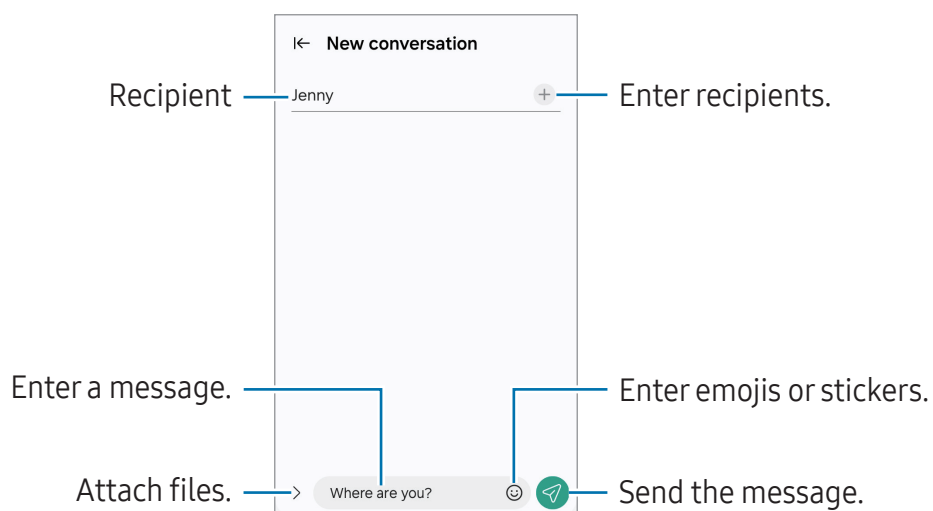 New conversation
Recipient
Jenny
Enter recipients.
Enter a message.
Enter emojis or stickers.
Attach files.
Where are you?
Send the message.